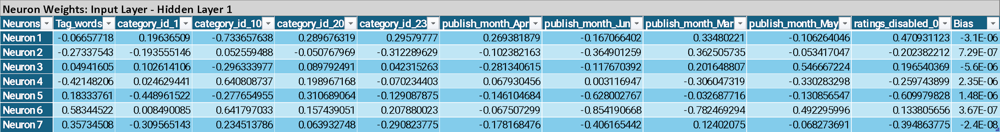 Neuron Weights: Input Layer - Hidden Layer 1
Neurons Tag_words category_id_1 category_id_10 category_id_20 category_id_23 publish_month_Apr publish_month_Jun publish_month_Mar publish_month_May ratings_disabled_0 Bias
Neuron 1 -0.06657718 0.19636509 -0.733657638 0.289676319 0.29579777 0.269381879 -0.167066402 0.33480221 -0.106264046 0.470931123 -3.1E-06
Neuron 2 -0.27337543 -0.193555146 0.052559488 -0.050767969 -0.312289629 -0.102382163 -0.364901259 0.362505735 -0.053417047 -0.202382212 7.29E-07
Neuron 3 0.04941605 0.102614106 -0.296333977 0.089792491 0.042315263 -0.281340615 -0.117670392 0.201648807 0.546667224 0.196540369 -5.6E-06
Neuron 4 -0.42148206 0.024629441 0.640808737 0.198967168 -0.070234403 0.067930456 0.003116947 -0.306047319 -0.330283298 -0.259743899 2.35E-06
Neuron 5 0.18333761 -0.448961522 -0.277654955 0.310689064 -0.129087875 -0.146104684 -0.628002767 -0.032687716 -0.130856547 -0.609979828 1.48E-06
Neuron 6 0.58344522 0.008490085 0.641797033 0.157439051 0.207880023 -0.067507299 -0.854190668 -0.782469294 0.492295996 0.133805656 3.67E-07
Neuron 7 0.35734508 -0.309565143 0.234513786 0.063932748 -0.290823775 -0.178168476 -0.406165442 0.12402075 -0.068273691 -0.394863775 -2.4E-08